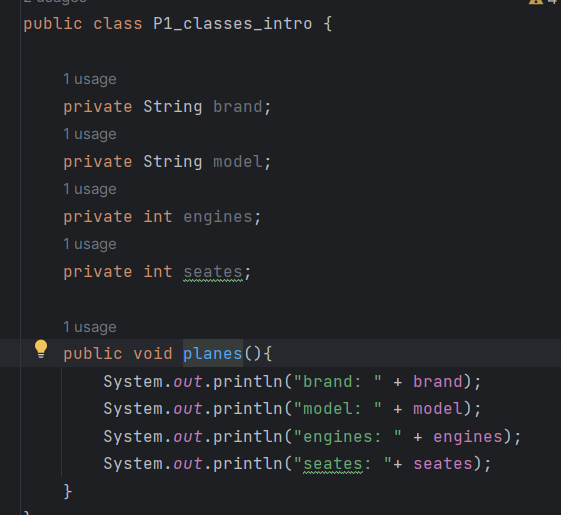 2 usages
4
public class P1_classes_intro {
1 usage
private String brand;
1 usage
private String model;
1 usage
private int engines;
1 usage
private int seates;
1 usage
public void planes(){
System.out.println("brand: " + brand);
System.out.println("model: " + model);
System.out.println("engines: " + engines);
System.out.println("seates: "+ seates);
}
}